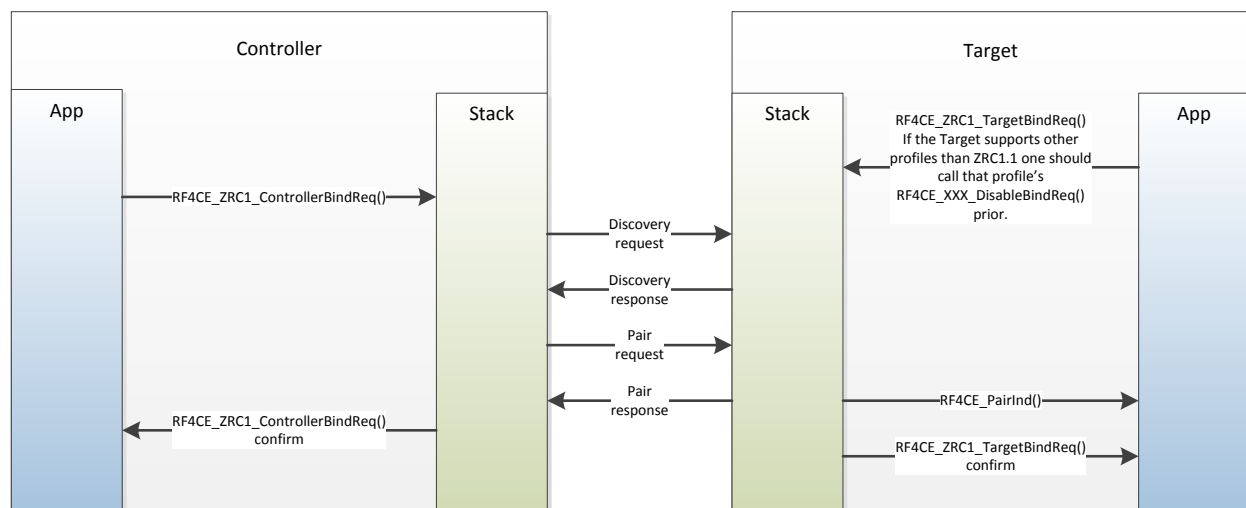 Controller
Target
App
Stack
Stack
App
RF4CE_ZRC1_TargetBindReq()
If the Target supports other
profiles than ZRC1.1 one should
call that profile's
RF4CE_XXX_DisableBindReq()
prior.
RF4CE_ZRC1_ControllerBindReq()
Discovery
request
Discovery
response
Pair
request
Pair
response
RF4CE_PairInd()
RF4CE_ZRC1_ControllerBindReq()
confirm
RF4CE_ZRC1_TargetBindReq()
confirm